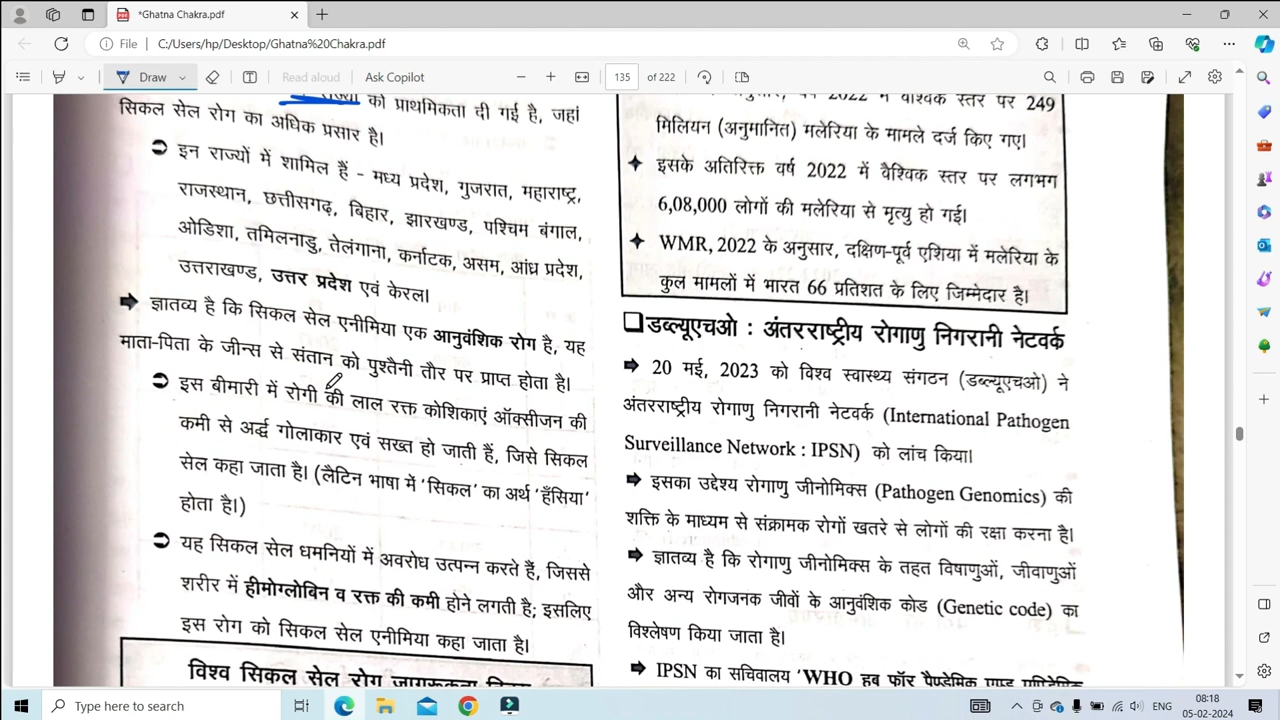 *Ghatna Chakra.pdf
File
C:/Users/hp/Desktop/Ghatna%20Chakra.pdf
Draw
Read aloud
Ask Copilot
135
of 222
को प्राथमिकता दी गई है, जहां
सिकल सेल रोग का अधिक प्रसार है।
➲ इन राज्यों में शामिल हैं - मध्य प्रदेश, गुजरात, महाराष्ट्र,
राजस्थान, छत्तीसगढ़, बिहार, झारखण्ड, पश्चिम बंगाल,
ओडिशा, तमिलनाडु, तेलंगाना, कर्नाटक, असम, आंध्र प्रदेश,
उत्तराखण्ड, उत्तर प्रदेश एवं केरल।
➡ ज्ञातव्य है कि सिकल सेल एनीमिया एक आनुवंशिक रोग है, यह
माता-पिता के जीन्स से संतान को पुश्तैनी तौर पर प्राप्त होता है।
➲ इस बीमारी में रोगी की लाल रक्त कोशिकाएं ऑक्सीजन की
कमी से अर्द्ध गोलाकार एवं सख्त हो जाती हैं, जिसे सिकल
सेल कहा जाता है। (लैटिन भाषा में 'सिकल' का अर्थ 'हँसिया'
होता है।)
➲ यह सिकल सेल धमनियों में अवरोध उत्पन्न करते हैं, जिससे
शरीर में हीमोग्लोबिन व रक्त की कमी होने लगती है; इसलिए
इस रोग को सिकल सेल एनीमिया कहा जाता है।
विश्व सिकल सेल रोग जागरूकता दिवस
अनुसार, वर्ष 2022 में वैश्विक स्तर पर 249
मिलियन (अनुमानित) मलेरिया के मामले दर्ज किए गए।
✦ इसके अतिरिक्त वर्ष 2022 में वैश्विक स्तर पर लगभग
6,08,000 लोगों की मलेरिया से मृत्यु हो गई।
✦ WMR, 2022 के अनुसार, दक्षिण-पूर्व एशिया में मलेरिया के
कुल मामलों में भारत 66 प्रतिशत के लिए जिम्मेदार है।
❑डब्ल्यूएचओ : अंतरराष्ट्रीय रोगाणु निगरानी नेटवर्क
➡ 20 मई, 2023 को विश्व स्वास्थ्य संगठन (डब्ल्यूएचओ) ने
अंतरराष्ट्रीय रोगाणु निगरानी नेटवर्क (International Pathogen
Surveillance Network : IPSN) को लांच किया।
➡ इसका उद्देश्य रोगाणु जीनोमिक्स (Pathogen Genomics) की
शक्ति के माध्यम से संक्रामक रोगों खतरे से लोगों की रक्षा करना है।
➡ ज्ञातव्य है कि रोगाणु जीनोमिक्स के तहत विषाणुओं, जीवाणुओं
और अन्य रोगजनक जीवों के आनुवंशिक कोड (Genetic code) का
विश्लेषण किया जाता है।
➡ IPSN का सचिवालय 'WHO हब फॉर पैण्डेमिक एण्ड एपिडेमिक
Type here to search
ENG
08:18
05-02-2024